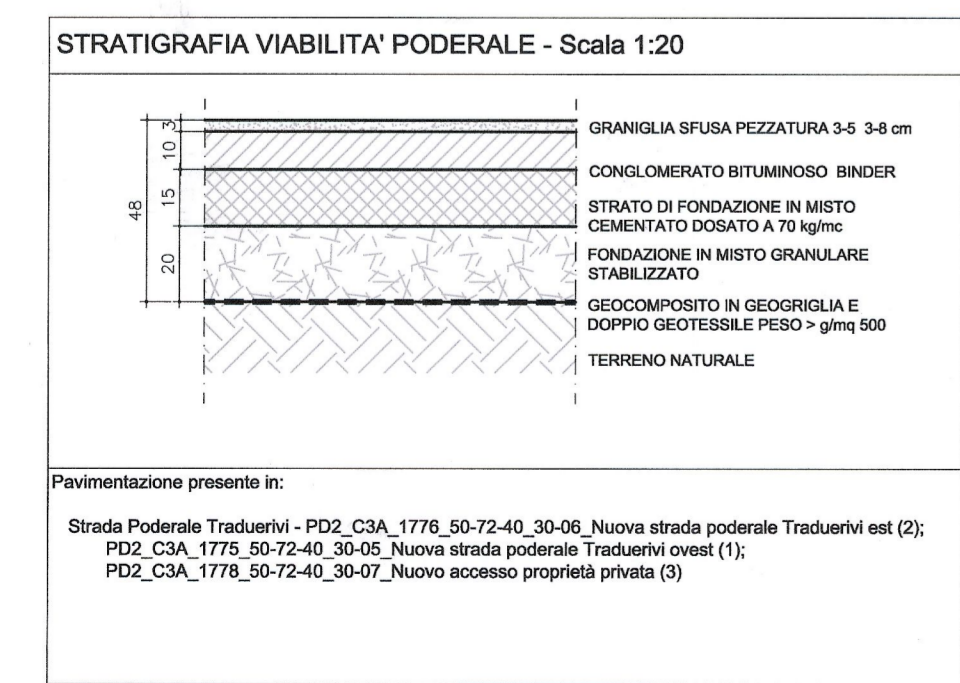 STRATIGRAFIA VIABILITA' PODERALE - Scala 1:20
48
3
10
15
20
GRANIGLIA SFUSA PEZZATURA 3-5 3-8 cm
CONGLOMERATO BITUMINOSO BINDER
STRATO DI FONDAZIONE IN MISTO
CEMENTATO DOSATO A 70 kg/mc
FONDAZIONE IN MISTO GRANULARE
STABILIZZATO
GEOCOMPOSITO IN GEOGRIGLIA E
DOPPIO GEOTESSILE PESO > g/mq 500
TERRENO NATURALE
Pavimentazione presente in:
Strada Poderale Traduerivi - PD2_C3A_1776_50-72-40_30-06_Nuova strada poderale Traduerivi est (2);
PD2_C3A_1775_50-72-40_30-05_Nuova strada poderale Traduerivi ovest (1);
PD2_C3A_1778_50-72-40_30-07_Nuovo accesso proprietà privata (3)